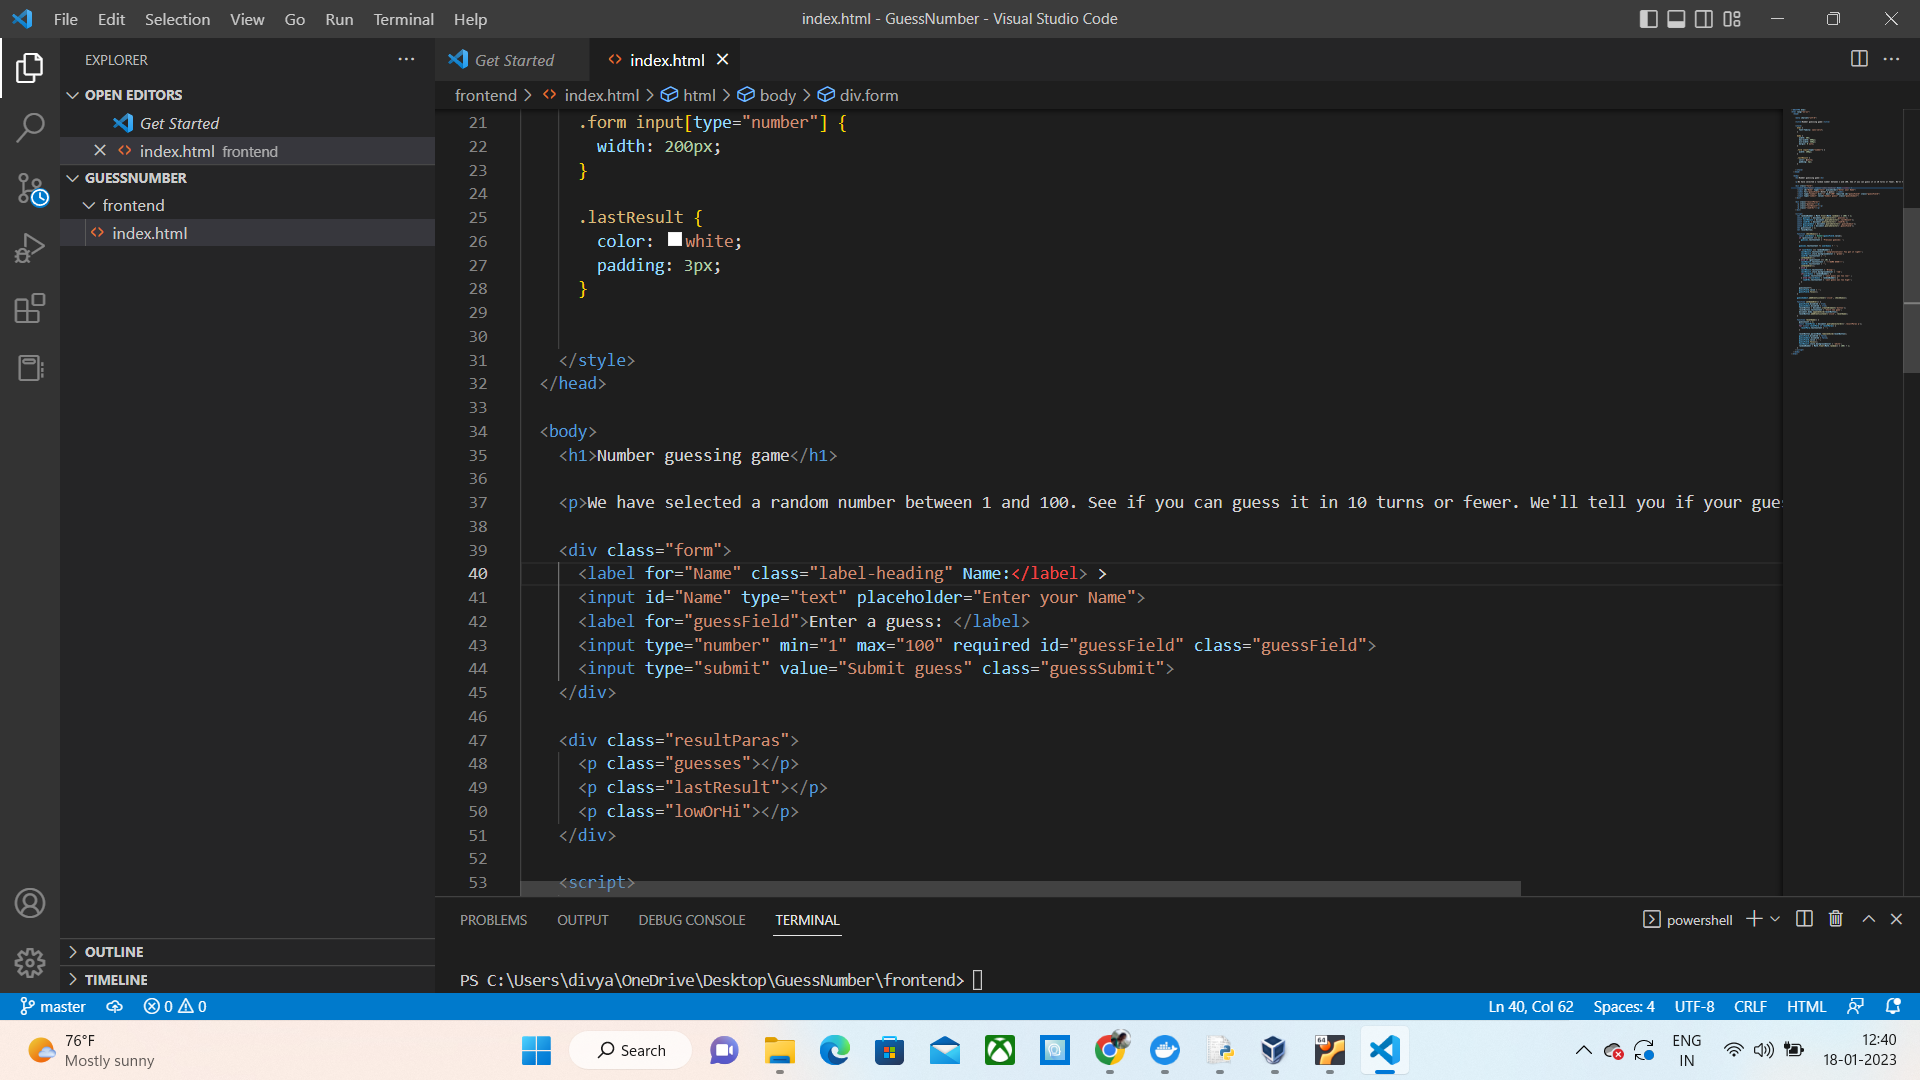 File Edit Selection View Go Run Terminal Help
index.html - GuessNumber - Visual Studio Code
EXPLORER
OPEN EDITORS
Get Started
index.html frontend
GUESSNUMBER
frontend
index.html
OUTLINE
TIMELINE
Get Started
index.html
frontend > index.html > html > body > div.form
21 .form input[type="number"] {
22 width: 200px;
23 }
24
25 .lastResult {
26 color: white;
27 padding: 3px;
28 }
29
30
31 </style>
32 </head>
33
34 <body>
35 <h1>Number guessing game</h1>
36
37 <p>We have selected a random number between 1 and 100. See if you can guess it in 10 turns or fewer. We'll tell you if your gue
38
39 <div class="form">
40 <label for="Name" class="label-heading" Name:</label> >
41 <input id="Name" type="text" placeholder="Enter your Name">
42 <label for="guessField">Enter a guess: </label>
43 <input type="number" min="1" max="100" required id="guessField" class="guessField">
44 <input type="submit" value="Submit guess" class="guessSubmit">
45 </div>
46
47 <div class="resultParas">
48 <p class="guesses"></p>
49 <p class="lastResult"></p>
50 <p class="lowOrHi"></p>
51 </div>
52
53 <script>
PROBLEMS OUTPUT DEBUG CONSOLE TERMINAL
powershell
PS C:\Users\divya\OneDrive\Desktop\GuessNumber\frontend>
master 0 0
Ln 40, Col 62 Spaces: 4 UTF-8 CRLF HTML
76°F
Mostly sunny
Search
64
ENG
IN
12:40
18-01-2023